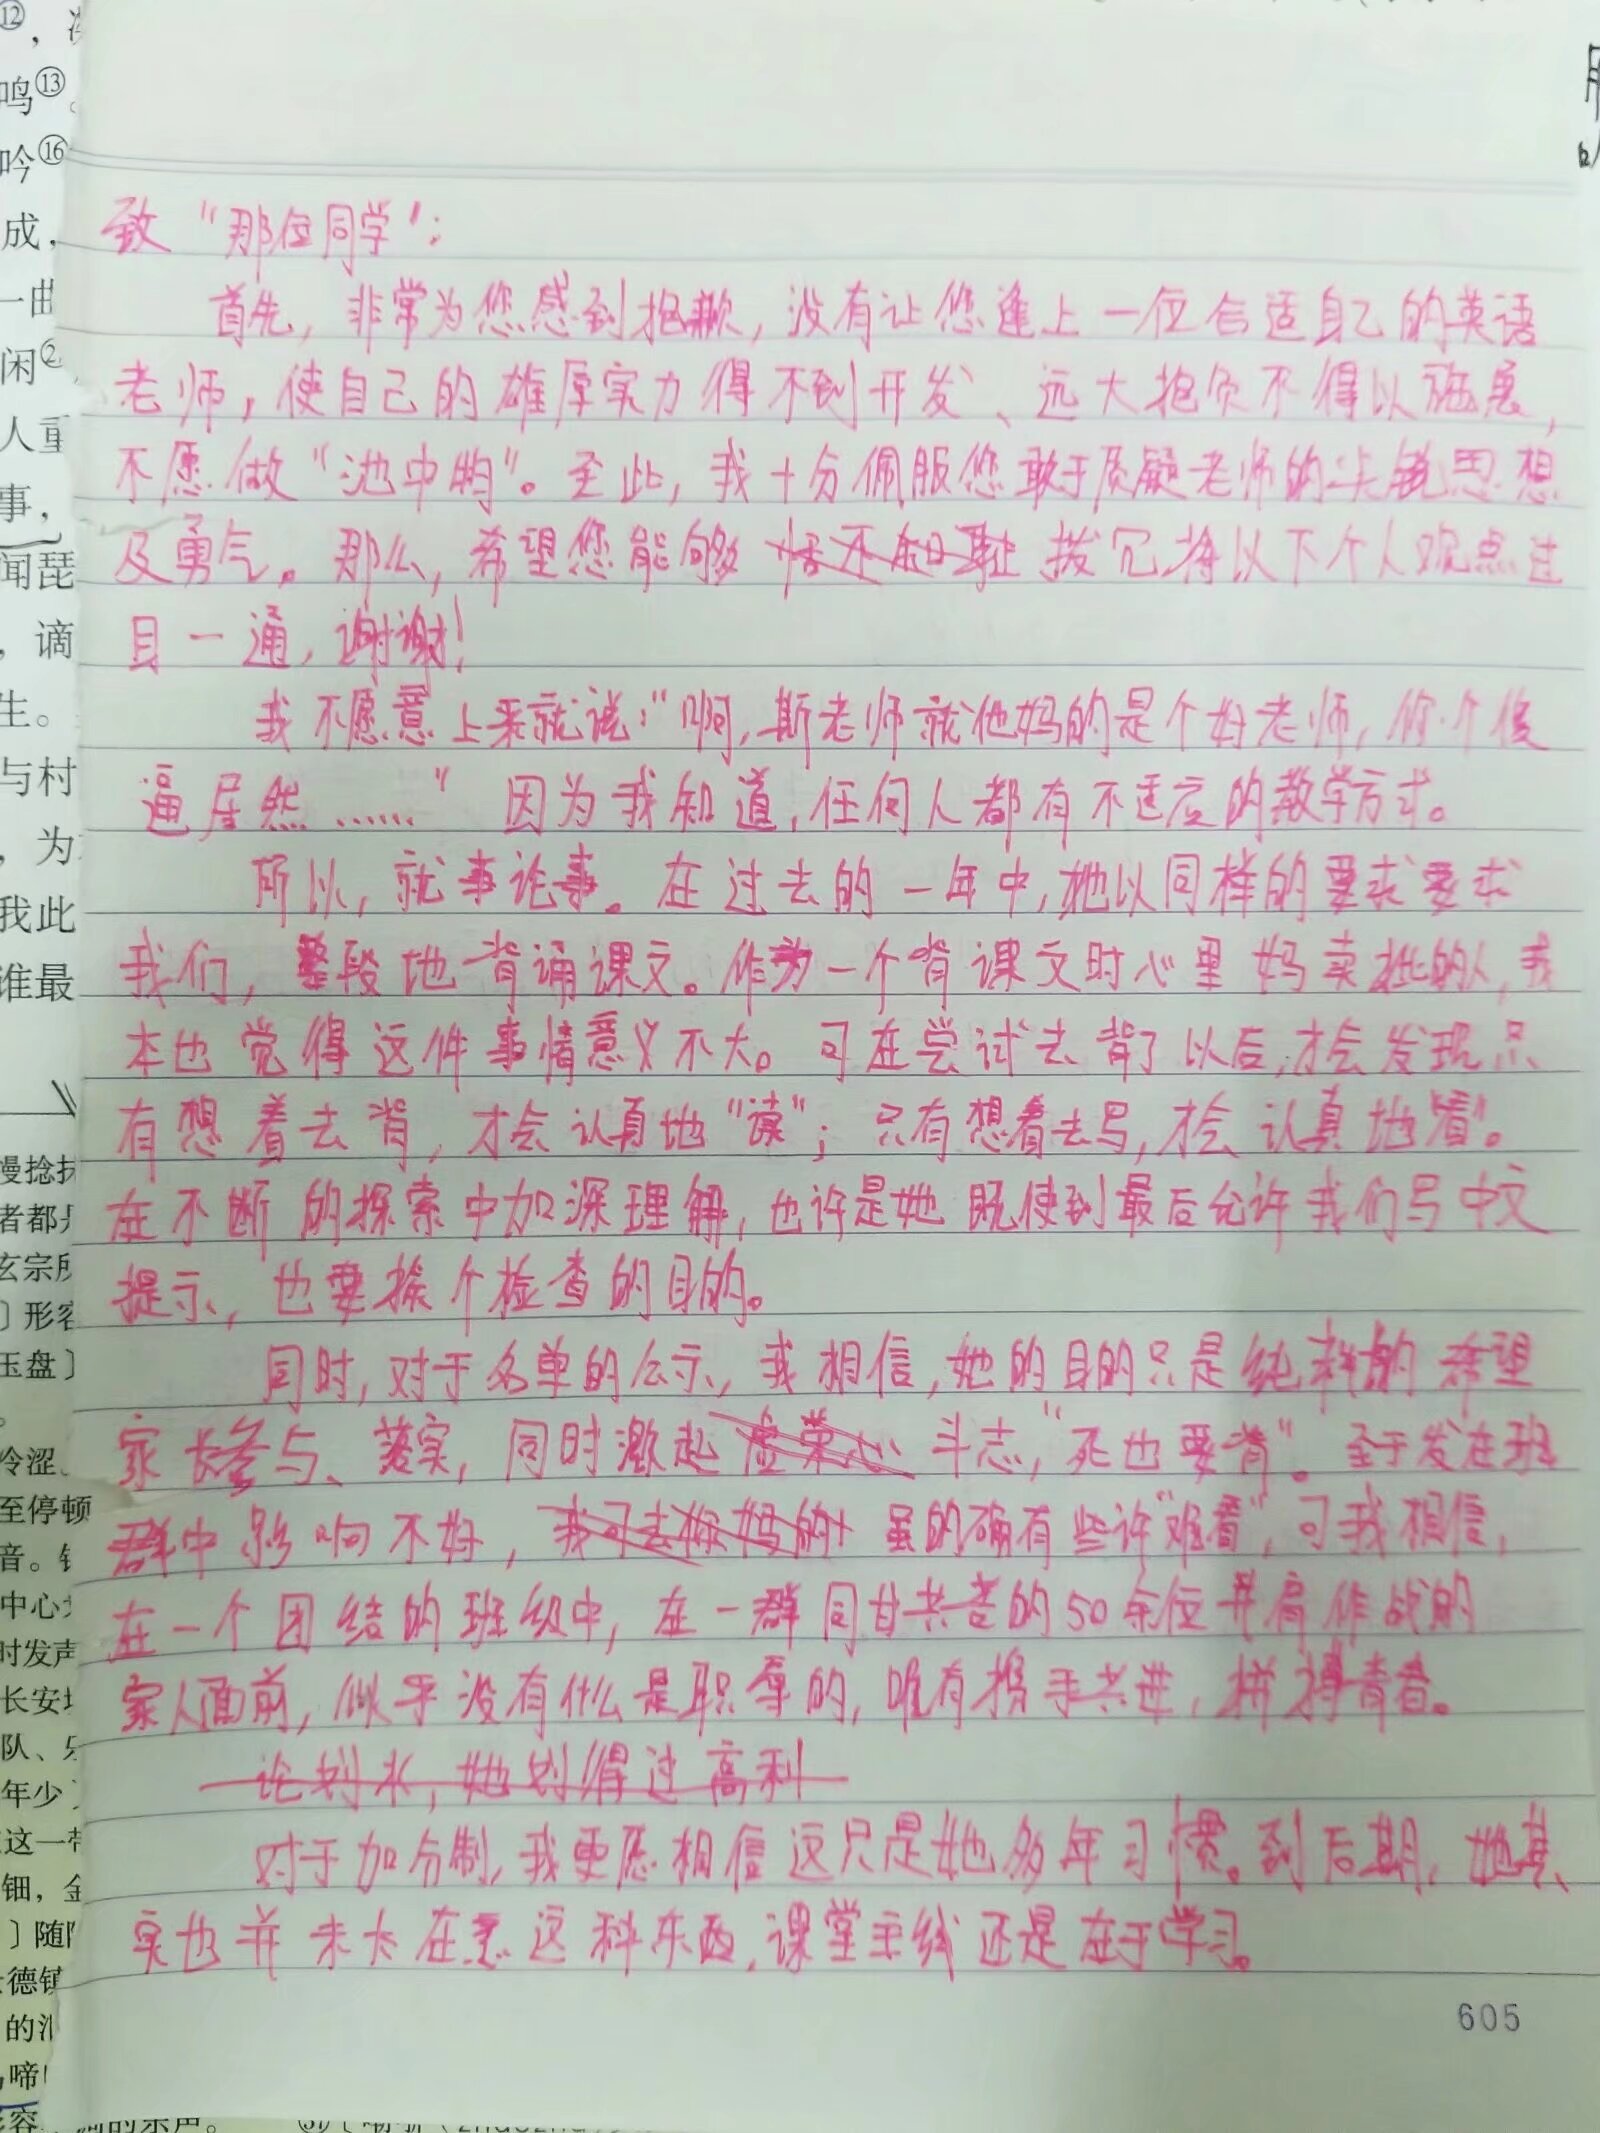 致“那位同学”:
首先,非常为您感到抱歉,没有让您逢上一位合适自己的英语
老师,使自己的雄厚实力得不到开发、远大抱负不得以施展,
不愿做“池中物”。至此,我十分佩服您敢于质疑老师的尖锐思想
及勇气。那么,希望您能够恬不知耻拨冗将以下个人观点过
目一通,谢谢!
我不愿意上来就说:“啊,斯老师就他妈的是个好老师,你个傻
逼居然……” 因为我知道,任何人都有不适应的教学方式。
所以,就事论事。在过去的一年中,她以同样的要求要求
我们,整段地背诵课文。作为一个背课文时心里妈卖批的人,我
本也觉得这件事情意义不大。可在尝试去背了以后,才会发现只
有想着去背,才会认真地“读”;只有想着去写,才会认真地“看”。
在不断的探索中加深理解,也许是她既使到最后允许我们写中文
提示,也要搞个检查的目的。
同时,对于名单的公示,我相信,她的目的只是纯粹的希望
家长参与、落实,同时激起虚荣心斗志,“死也要背”。至于发在班
群中影响不好,我可去你妈的 虽的确有些许“难看”,可我相信,
在一个团结的班级中,在一群同甘共苦的50余位并肩作战的
家人面前,似乎没有什么是耻辱的,唯有携手共进,拼搏青春。
论划水,她划得过高利
对于加分制,我更愿相信这只是她多年习惯。到后期,她其
实也并未太在意这种东西,课堂主线还是在于学习。
605
⑫,
鸣⑬。
吟⑯
成,
一曲
闲
人重
事,
闻琵
,谪
生。
与村
,为
我此
谁最
慢捻
者都
玄宗所
〕形容
玉盘〕
冷涩
至停顿
音。
中心
时发声
长安
队、
年少
这一带
钿,金
〕随
德镇
的
啼
容